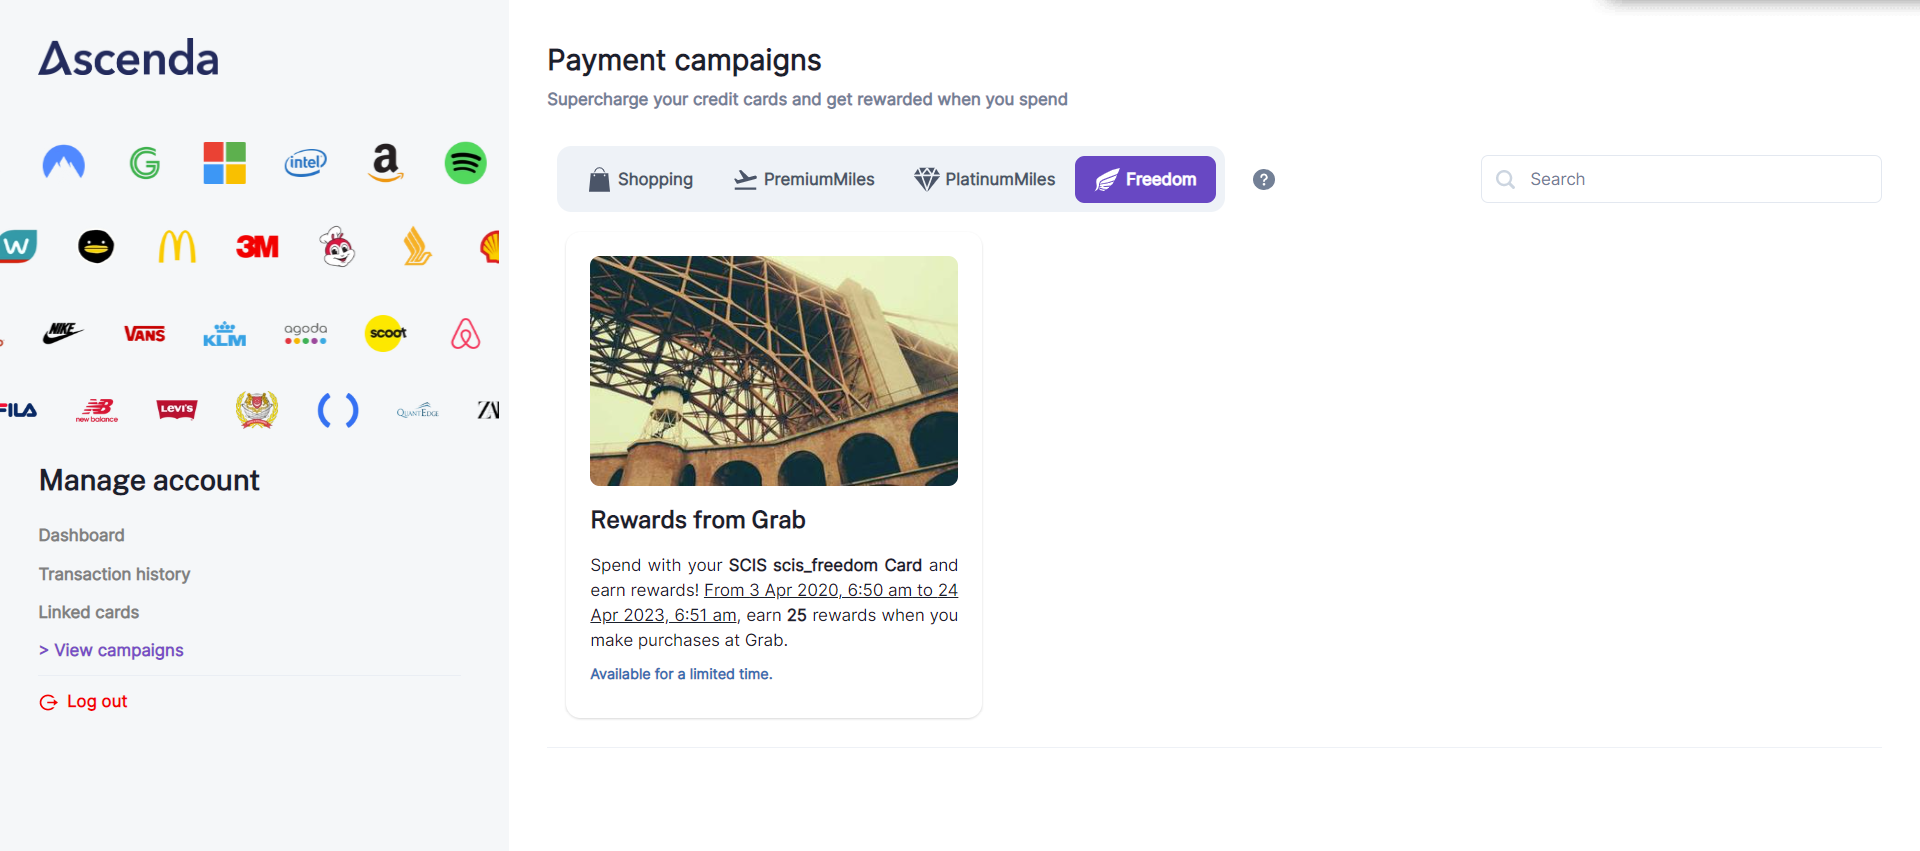 Ascenda
intel
a
W
3M
NIKE
VANS
KLM
agoda
scoot
FILA
NB
new balance
LEVI'S
QUANTEDGE
Manage account
Dashboard
Transaction history
Linked cards
> View campaigns
Log out
Payment campaigns
Supercharge your credit cards and get rewarded when you spend
Shopping PremiumMiles PlatinumMiles Freedom ? Search
Rewards from Grab
Spend with your SCIS scis_freedom Card and
earn rewards! From 3 Apr 2020, 6:50 am to 24
Apr 2023, 6:51 am, earn 25 rewards when you
make purchases at Grab.
Available for a limited time.